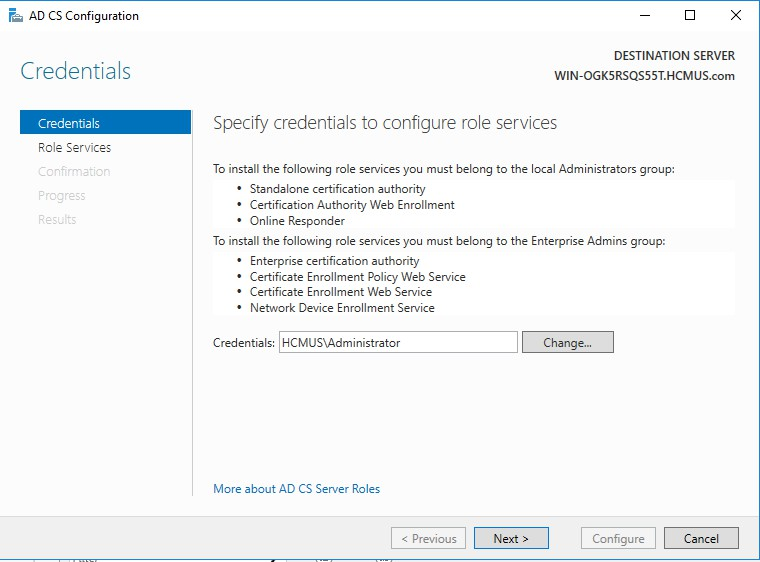 AD CS Configuration
Credentials
DESTINATION SERVER
WIN-OGK5RSQS55T.HCMUS.com
Credentials
Role Services
Confirmation
Progress
Results
Specify credentials to configure role services
To install the following role services you must belong to the local Administrators group:
• Standalone certification authority
• Certification Authority Web Enrollment
• Online Responder
To install the following role services you must belong to the Enterprise Admins group:
• Enterprise certification authority
• Certificate Enrollment Policy Web Service
• Certificate Enrollment Web Service
• Network Device Enrollment Service
Credentials: HCMUS\Administrator Change...
More about AD CS Server Roles
< Previous Next > Configure Cancel